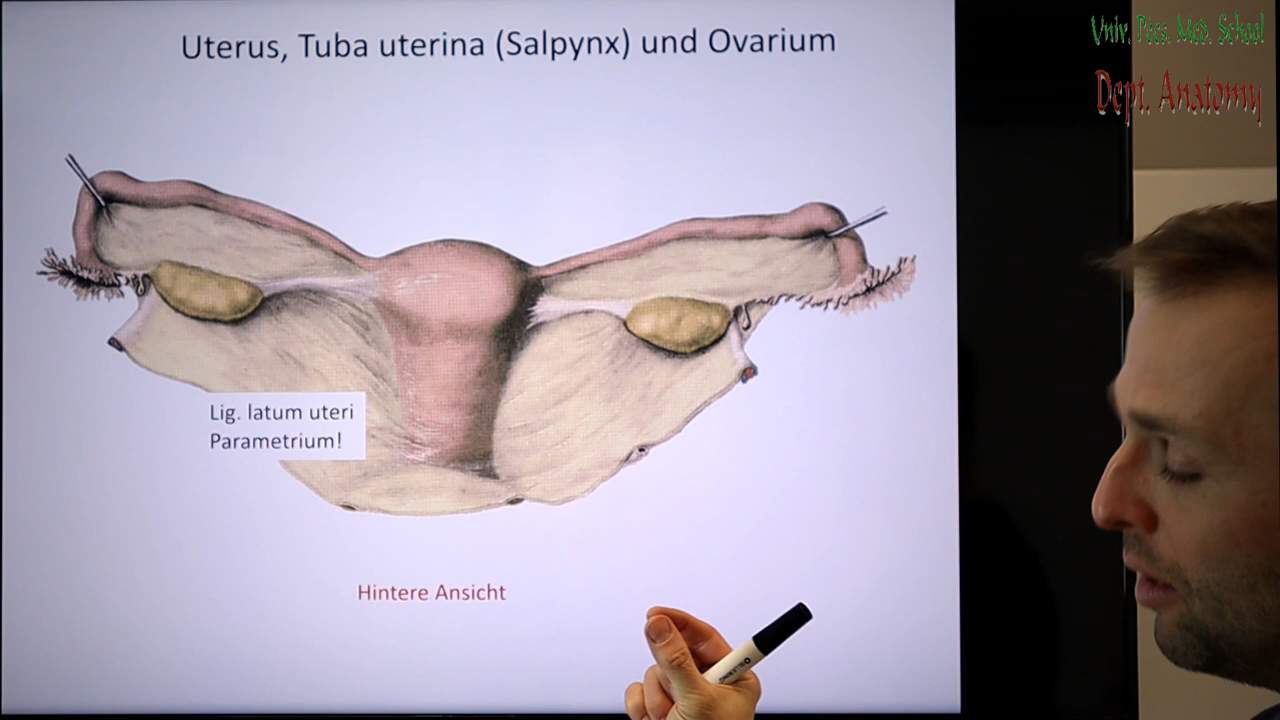 Uterus, Tuba uterina (Salpynx) und Ovarium
Univ. Pécs. Med. School
Dept. Anatomy
Lig. latum uteri
Parametrium!
Hintere Ansicht